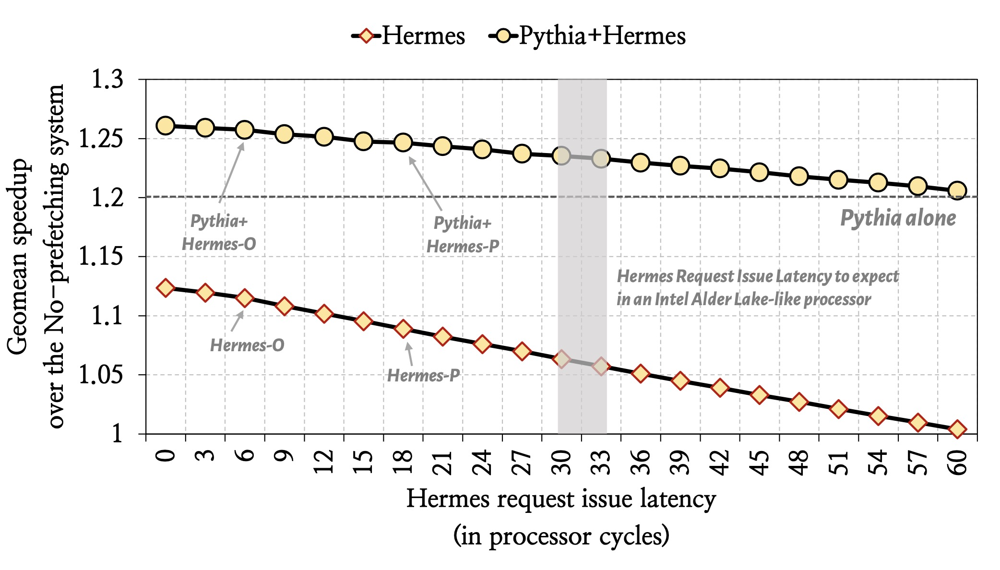 Hermes
Pythia+Hermes
Geomean speedup
over the No-prefetching system
1.3
1.25
1.2
1.15
1.1
1.05
1
Pythia+
Hermes-O
Pythia+
Hermes-P
Pythia alone
Hermes Request Issue Latency to expect
in an Intel Alder Lake-like processor
Hermes-O
Hermes-P
0 3 6 9 12 15 18 21 24 27 30 33 36 39 42 45 48 51 54 57 60
Hermes request issue latency
(in processor cycles)